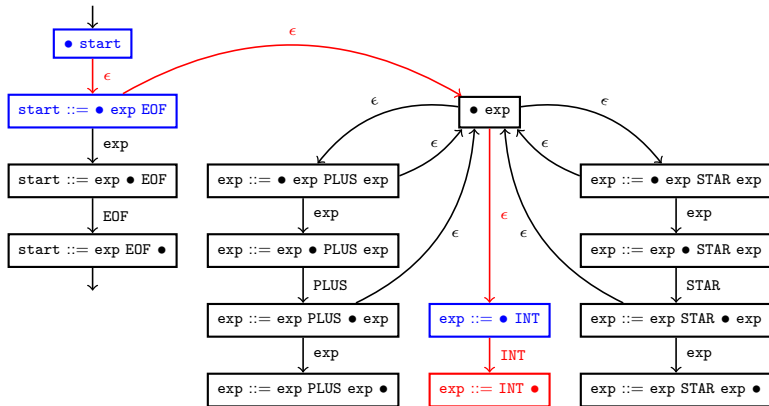 ● start
ϵ
ϵ
start ::= ● exp EOF
● exp
ϵ
ϵ
exp
ϵ
ϵ
start ::= exp ● EOF
exp ::= ● exp PLUS exp
exp ::= ● exp STAR exp
EOF
exp
ϵ
exp
start ::= exp EOF ●
exp ::= exp ● PLUS exp
ϵ
ϵ
exp ::= exp ● STAR exp
PLUS
STAR
exp ::= exp PLUS ● exp
exp ::= ● INT
exp ::= exp STAR ● exp
exp
INT
exp
exp ::= exp PLUS exp ●
exp ::= INT ●
exp ::= exp STAR exp ●